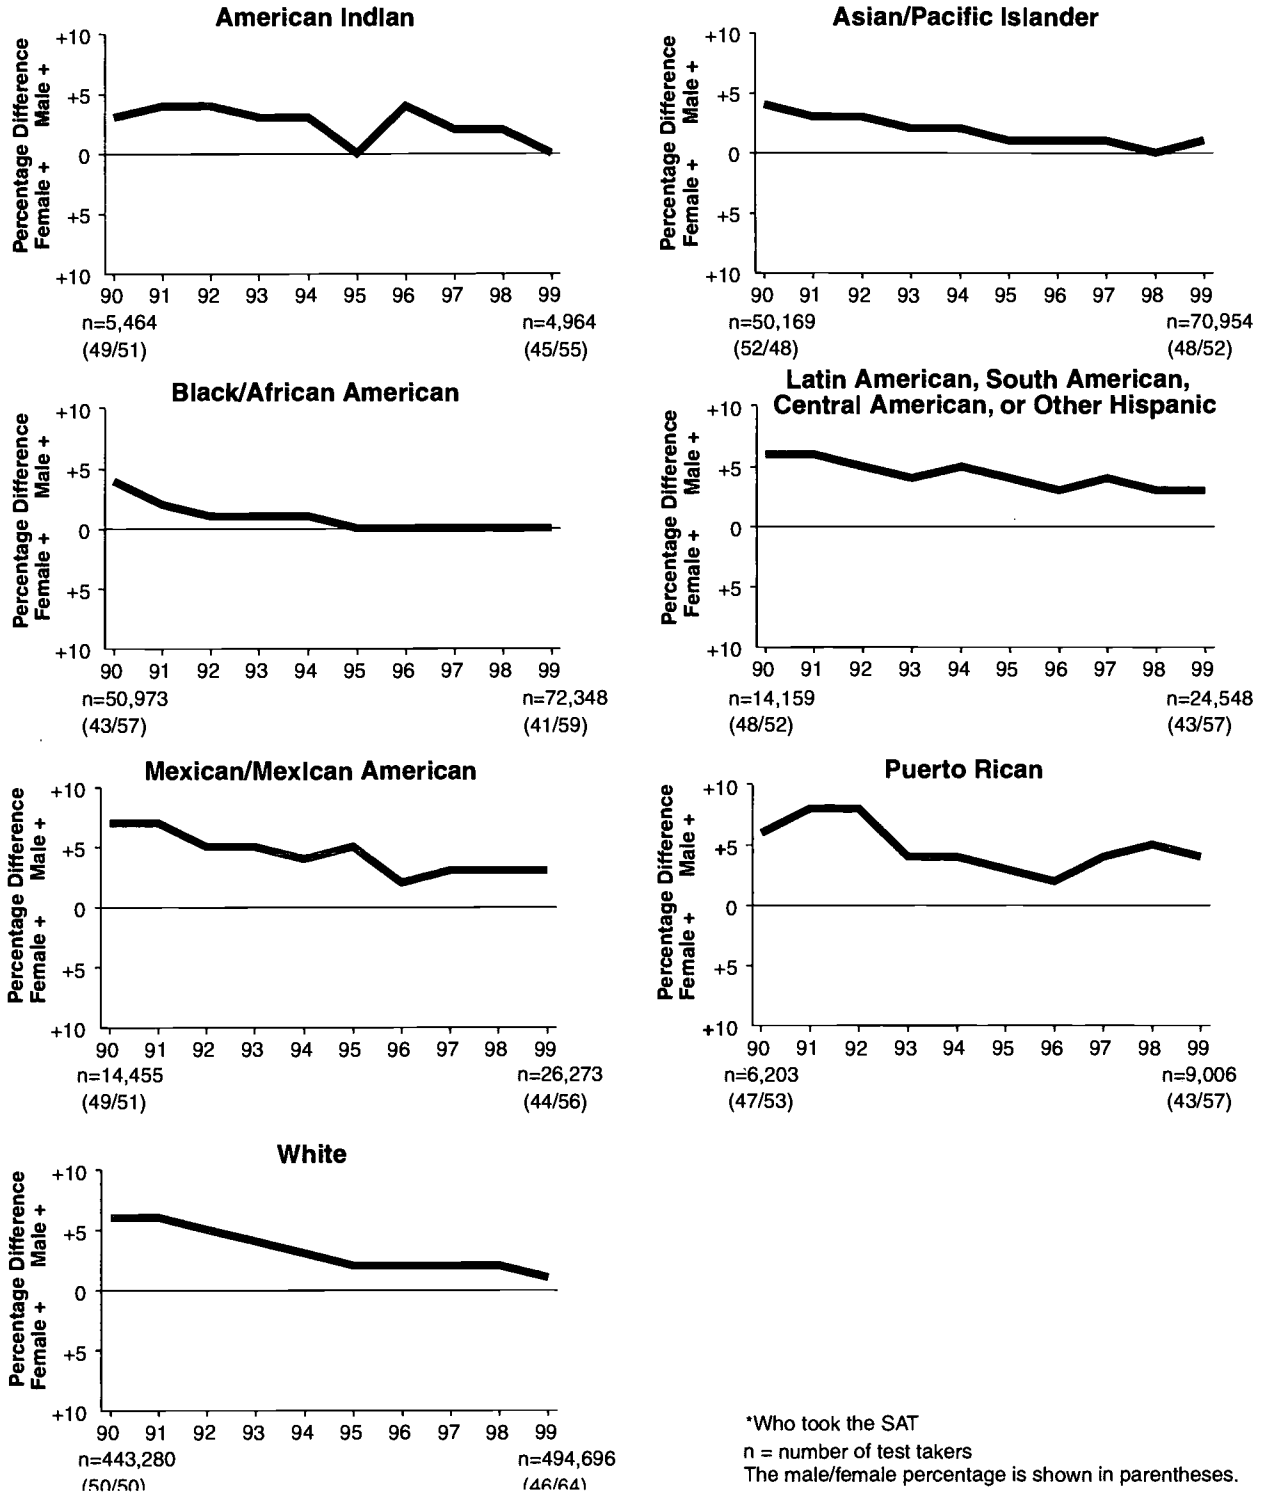 American Indian
Percentage Difference
Female + Male +
+10
+5
0
+5
+10
90 91 92 93 94 95 96 97 98 99
n=5,464 n=4,964
(49/51) (45/55)
Asian/Pacific Islander
Percentage Difference
Female + Male +
+10
+5
0
+5
+10
90 91 92 93 94 95 96 97 98 99
n=50,169 n=70,954
(52/48) (48/52)
Black/African American
Percentage Difference
Female + Male +
+10
+5
0
+5
+10
90 91 92 93 94 95 96 97 98 99
n=50,973 n=72,348
(43/57) (41/59)
Latin American, South American,
Central American, or Other Hispanic
Percentage Difference
Female + Male +
+10
+5
0
+5
+10
90 91 92 93 94 95 96 97 98 99
n=14,159 n=24,548
(48/52) (43/57)
Mexican/Mexican American
Percentage Difference
Female + Male +
+10
+5
0
+5
+10
90 91 92 93 94 95 96 97 98 99
n=14,455 n=26,273
(49/51) (44/56)
Puerto Rican
Percentage Difference
Female + Male +
+10
+5
0
+5
+10
90 91 92 93 94 95 96 97 98 99
n=6,203 n=9,006
(47/53) (43/57)
White
Percentage Difference
Female + Male +
+10
+5
0
+5
+10
90 91 92 93 94 95 96 97 98 99
n=443,280 n=494,696
(50/50) (46/64)
*Who took the SAT
n = number of test takers
The male/female percentage is shown in parentheses.